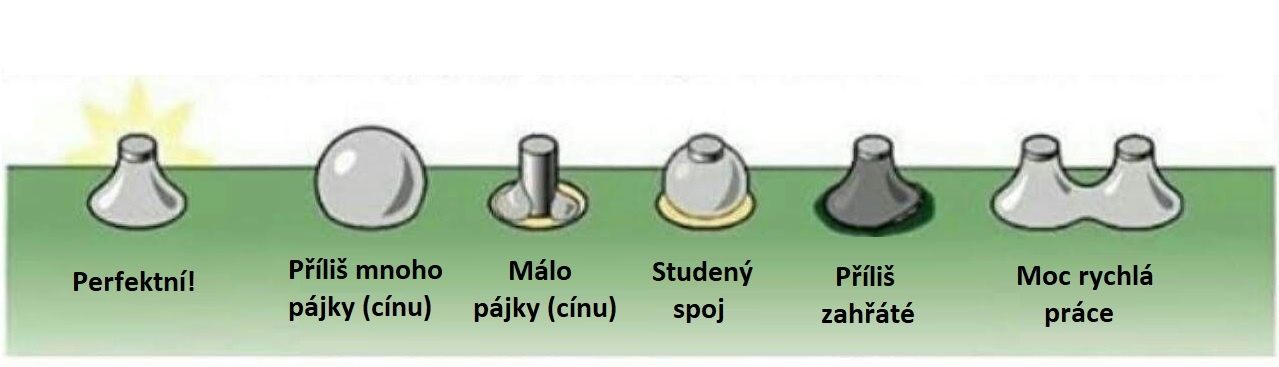 Perfektní!
Příliš mnoho
pájky (cínu)
Málo
pájky (cínu)
Studený
spoj
Příliš
zahřáté
Moc rychlá
práce